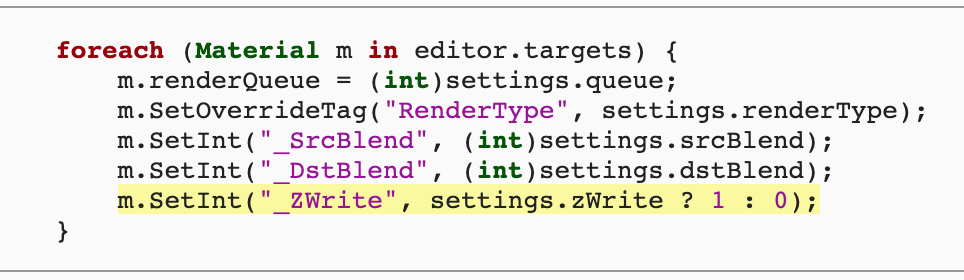 foreach (Material m in editor.targets) {
m.renderQueue = (int)settings.queue;
m.SetOverrideTag("RenderType", settings.renderType);
m.SetInt("_SrcBlend", (int)settings.srcBlend);
m.SetInt("_DstBlend", (int)settings.dstBlend);
m.SetInt("_ZWrite", settings.zWrite ? 1 : 0);
}